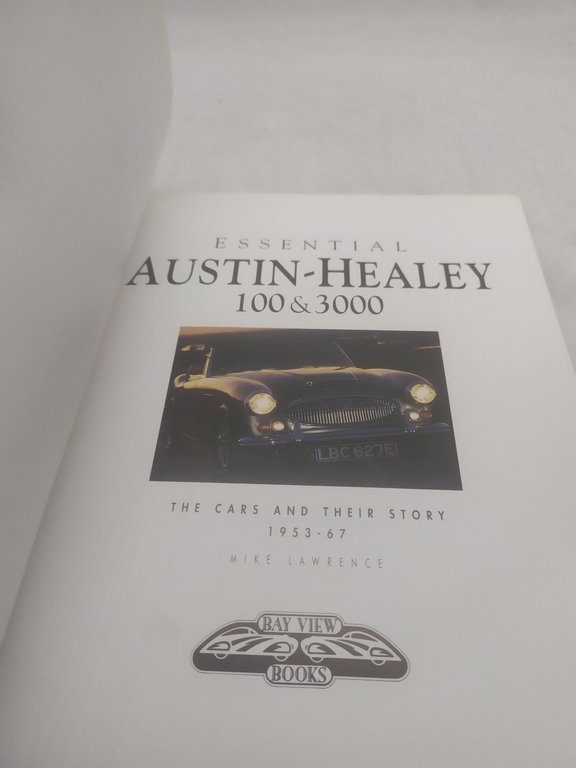 ESSENTIAL
AUSTIN-HEALEY
100 & 3000
LBC 627E
THE CARS AND THEIR STORY
1953-67
MIKE LAWRENCE
BAY VIEW
BOOKS